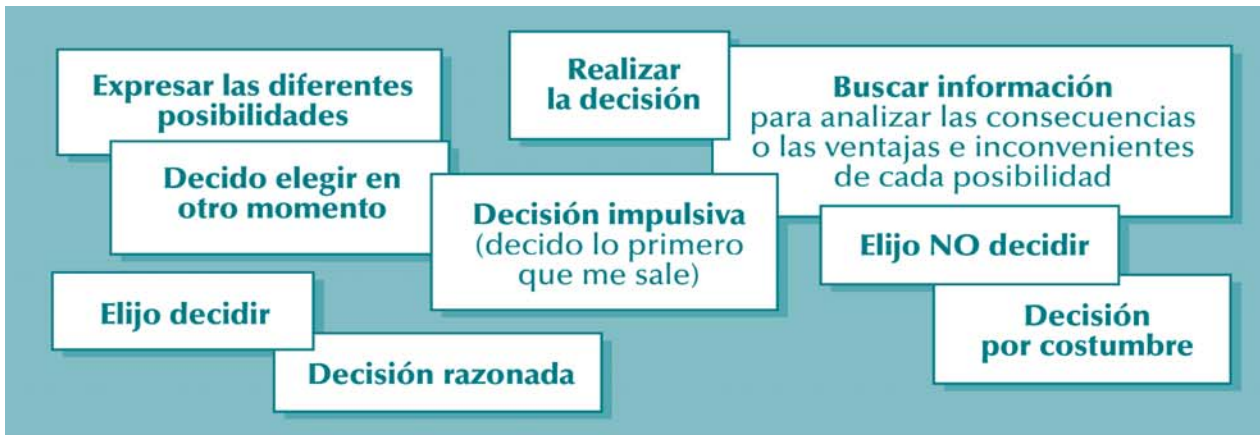 Expresar las diferentes
posibilidades
Realizar
la decisión
Buscar información
para analizar las consecuencias
o las ventajas e inconvenientes
de cada posibilidad
Decido elegir en
otro momento
Decisión impulsiva
(decido lo primero
que me sale)
Elijo NO decidir
Elijo decidir
Decisión
por costumbre
Decisión razonada